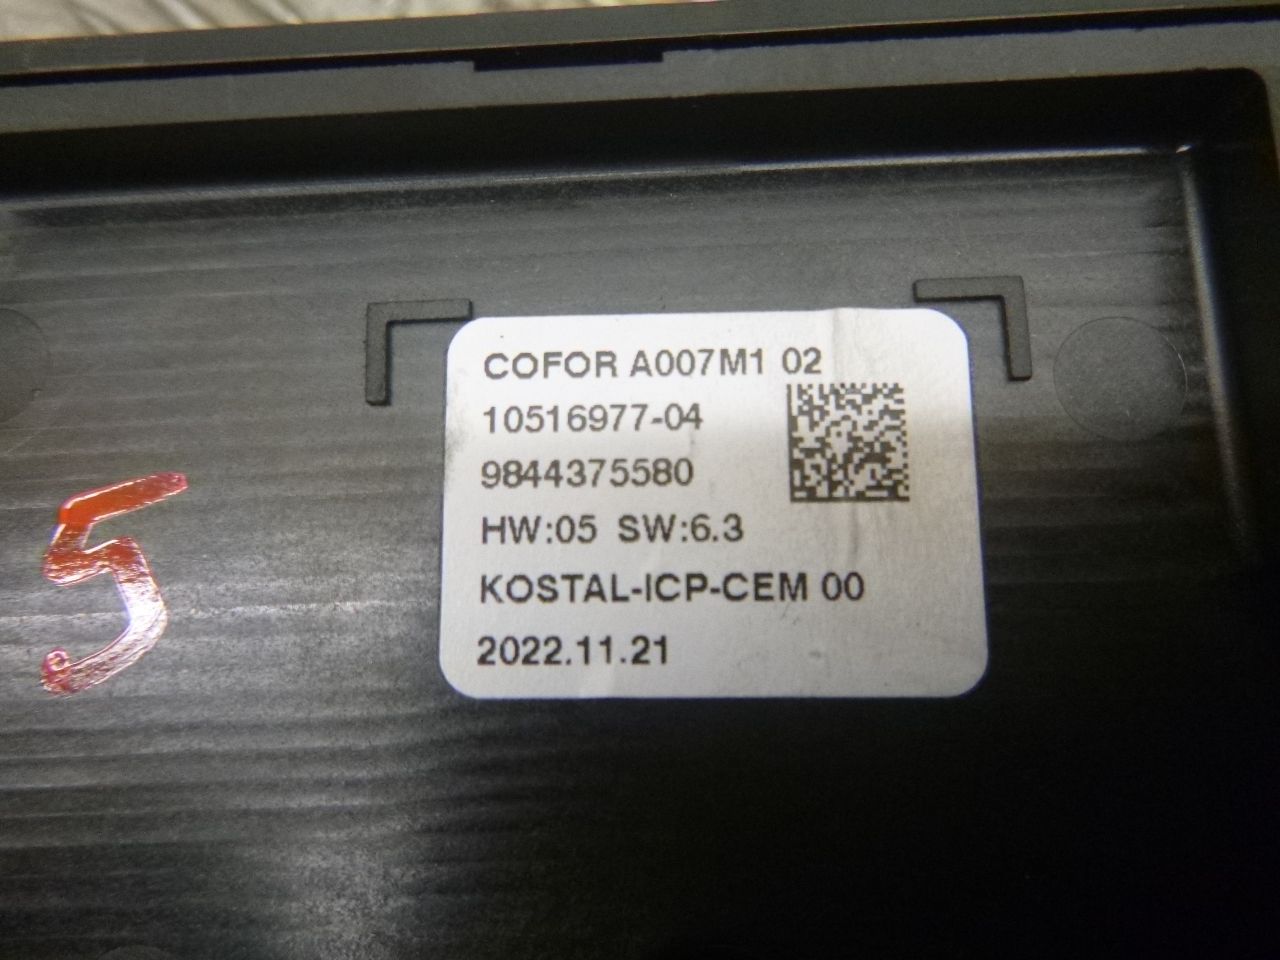 COFOR A007M1 02
10516977-04
9844375580
HW:05 SW:6.3
KOSTAL-ICP-CEM 00
2022.11.21
5